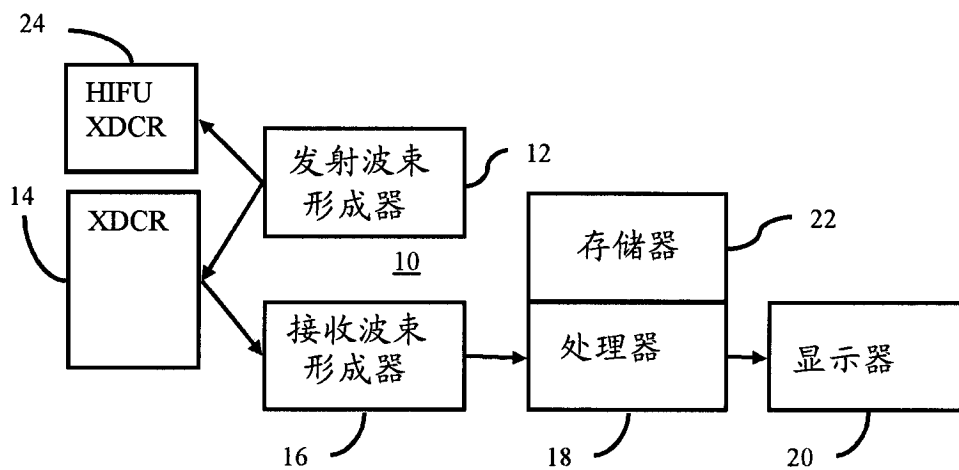 24
HIFU
XDCR
发射波束
形成器
12
14
XDCR
存储器
22
10
接收波束
形成器
处理器
显示器
16
18
20